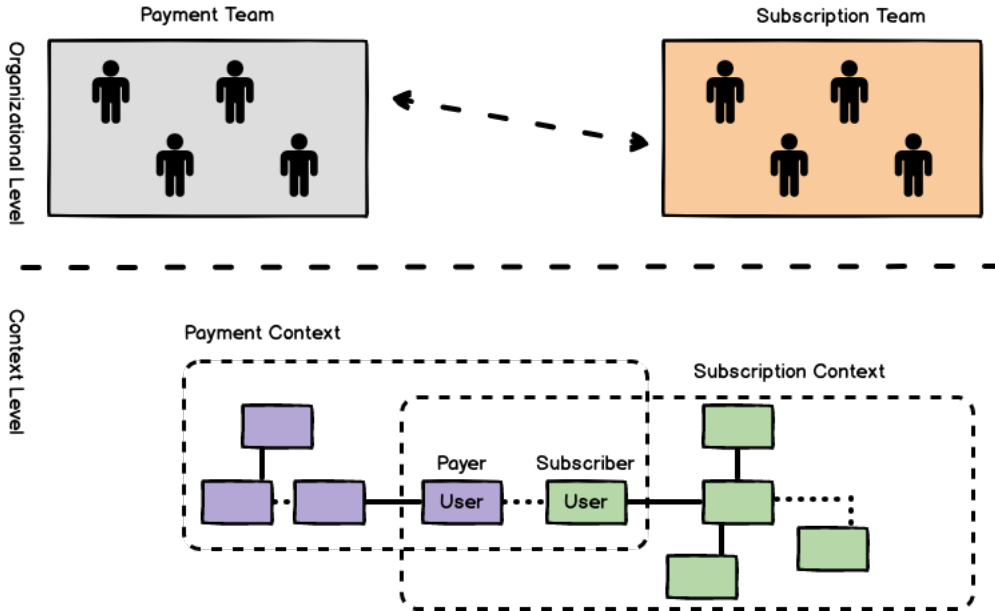 Payment Team
Subscription Team
Organizational Level
Context Level
Payment Context
Subscription Context
Payer
Subscriber
User
User